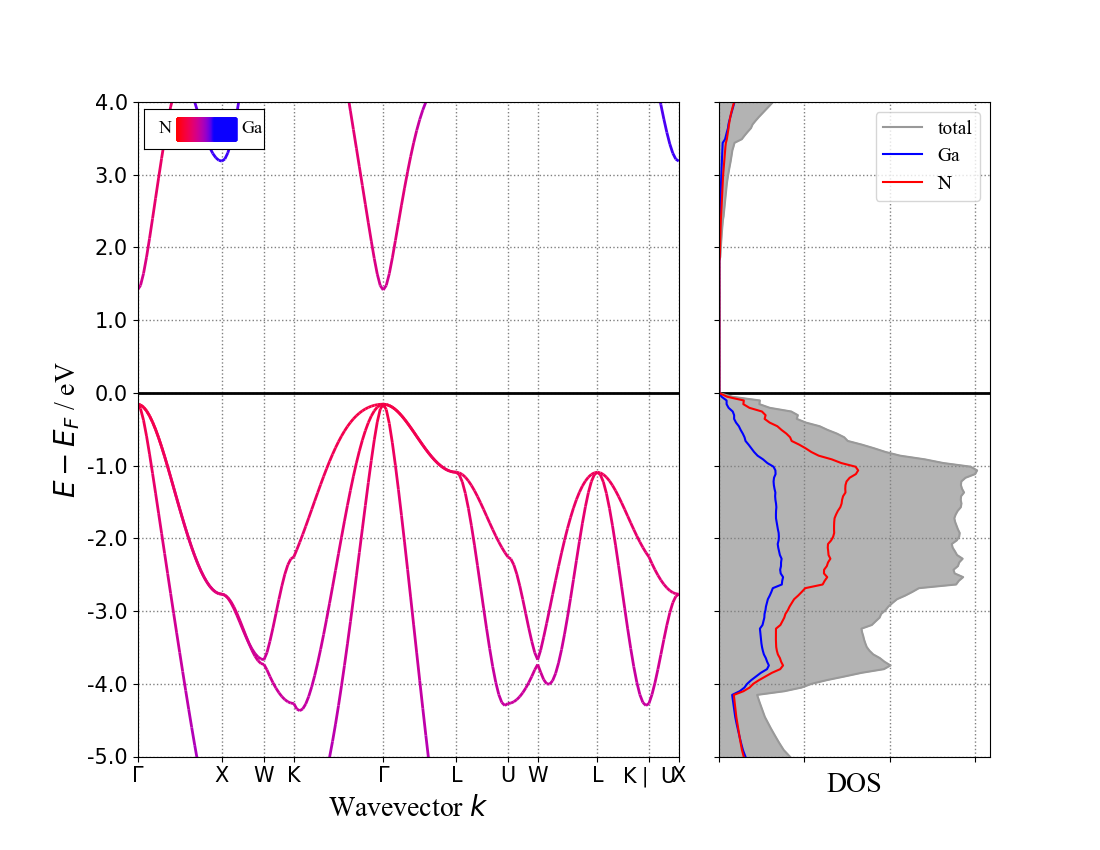 4.0
3.0
2.0
1.0
0.0
-1.0
-2.0
-3.0
-4.0
-5.0
E − E_F / eV
N Ga
Γ X W K Γ L U W L K | U X
Wavevector k
total
Ga
N
DOS